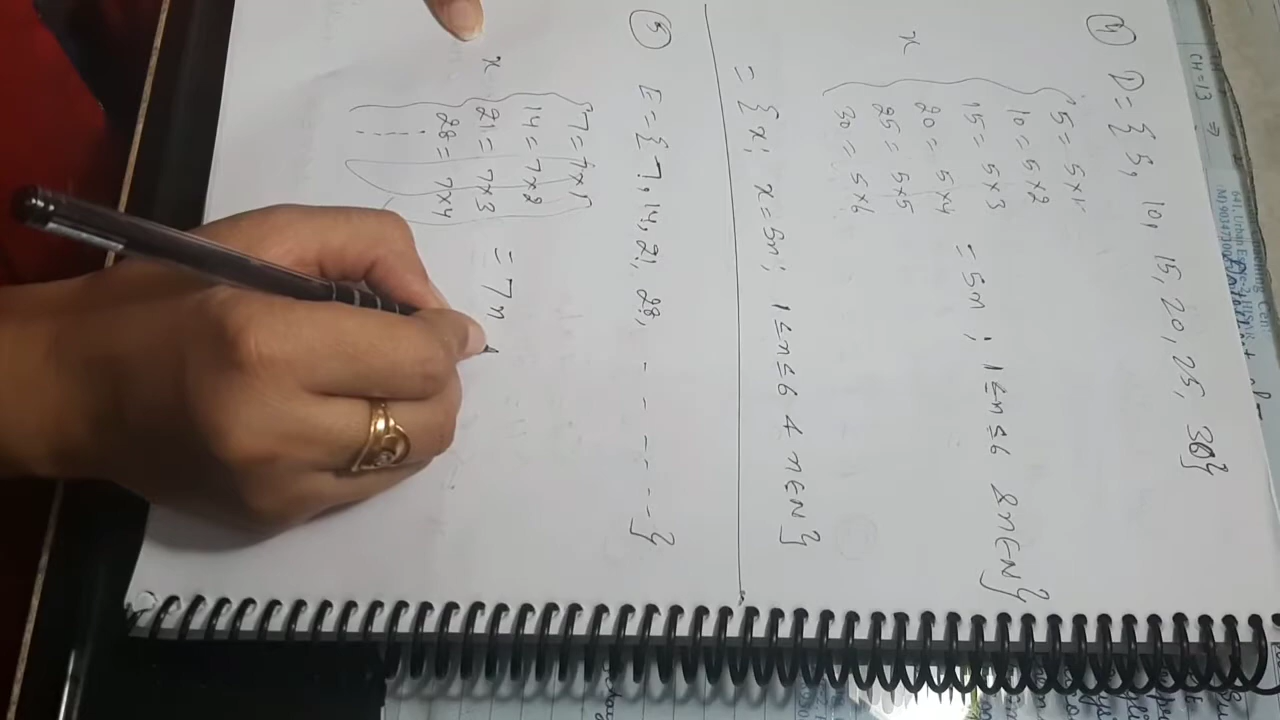 CH = 13 ⇒
④ D = { 5, 10, 15, 20, 25, 30}
5 = 5×1
10 = 5×2
15 = 5×3
x 20 = 5×4 = 5n ; 1≤n≤6 & n∈N}
25 = 5×5
30 = 5×6
= {x; x=5n; 1≤n≤6 & n∈N}
⑤ E = {7, 14, 21, 28, - - - - - -}
7 = 7×1
14 = 7×2
x 21 = 7×3 = 7n
28 = 7×4